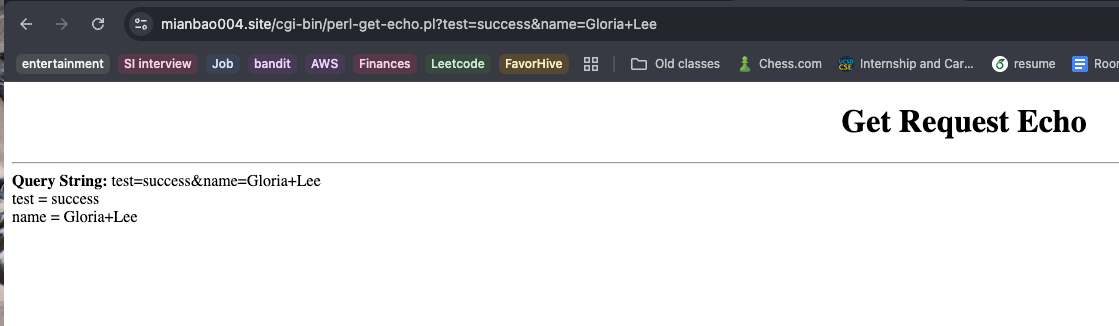 mianbao004.site/cgi-bin/perl-get-echo.pl?test=success&name=Gloria+Lee
entertainment SI interview Job bandit AWS Finances Leetcode FavorHive Old classes Chess.com UCSD CSE Internship and Car... resume Roo
Get Request Echo
Query String: test=success&name=Gloria+Lee
test = success
name = Gloria+Lee